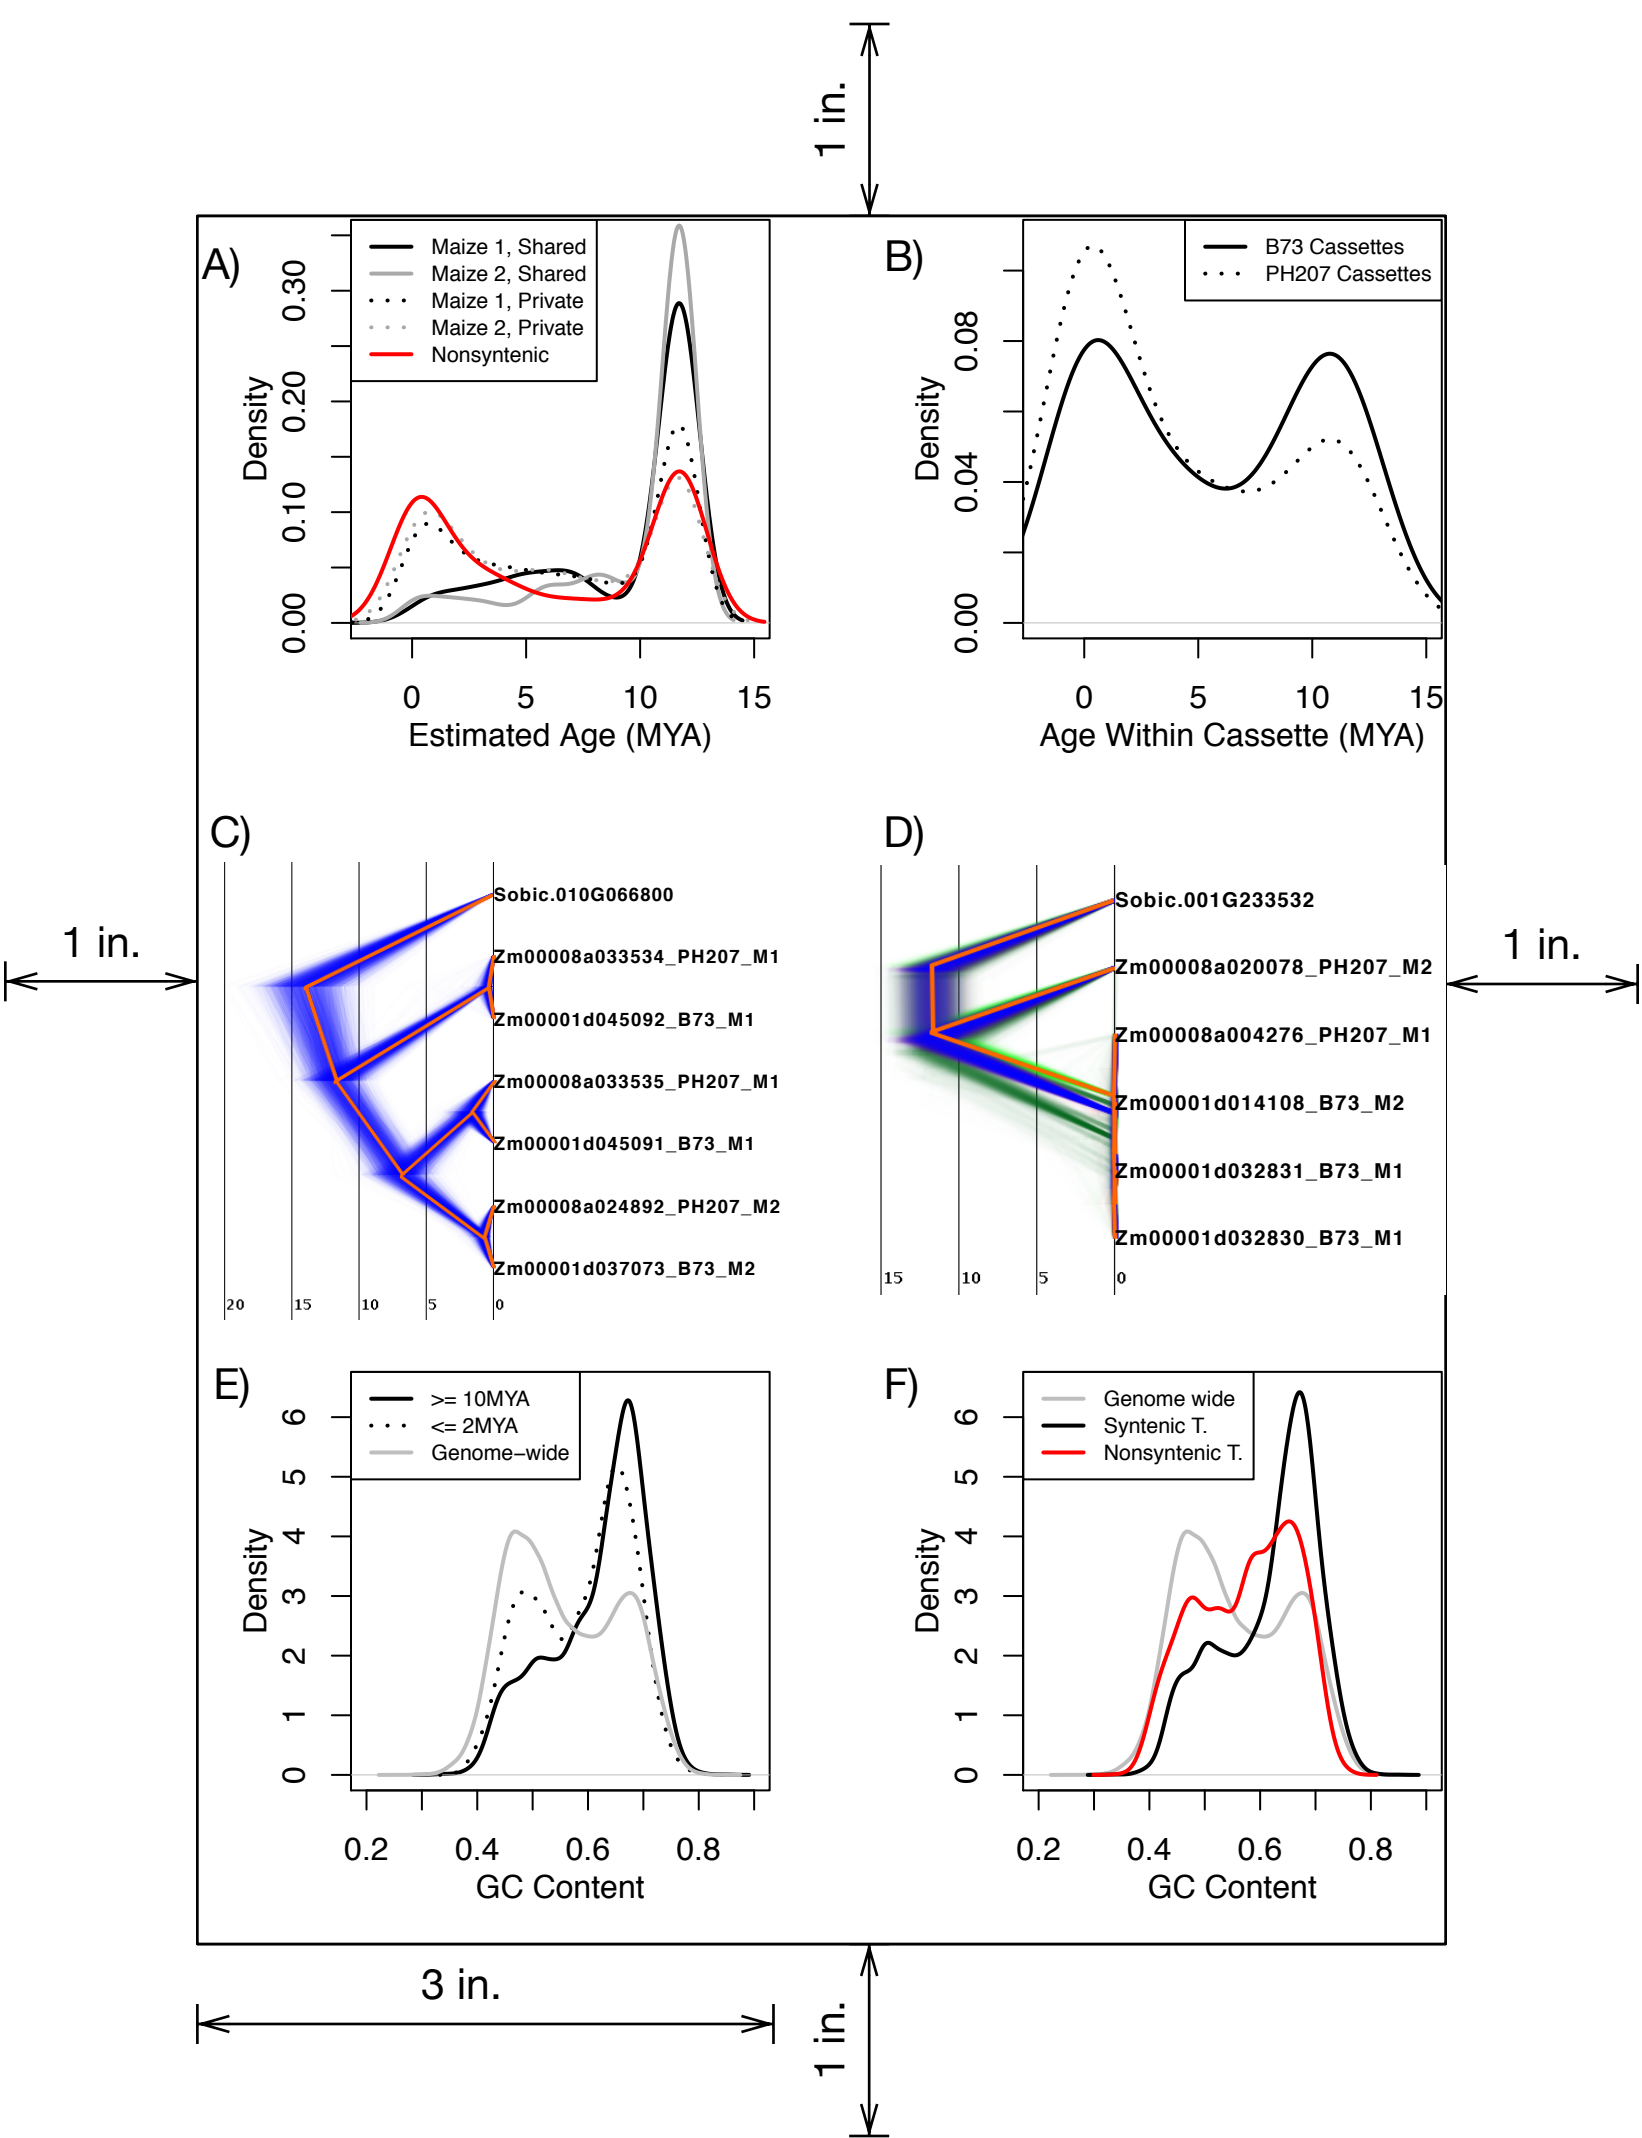 1 in.
A)
Maize 1, Shared
Maize 2, Shared
Maize 1, Private
Maize 2, Private
Nonsyntenic
Density
0.00 0.10 0.20 0.30
0 5 10 15
Estimated Age (MYA)
B)
B73 Cassettes
PH207 Cassettes
Density
0.00 0.04 0.08
0 5 10 15
Age Within Cassette (MYA)
1 in.
C)
Sobic.010G066800
Zm00008a033534_PH207_M1
Zm00001d045092_B73_M1
Zm00008a033535_PH207_M1
Zm00001d045091_B73_M1
Zm00008a024892_PH207_M2
Zm00001d037073_B73_M2
20 15 10 5 0
D)
Sobic.001G233532
Zm00008a020078_PH207_M2
Zm00008a004276_PH207_M1
Zm00001d014108_B73_M2
Zm00001d032831_B73_M1
Zm00001d032830_B73_M1
15 10 5 0
1 in.
E)
>= 10MYA
<= 2MYA
Genome−wide
Density
0 1 2 3 4 5 6
0.2 0.4 0.6 0.8
GC Content
F)
Genome wide
Syntenic T.
Nonsyntenic T.
Density
0 1 2 3 4 5 6
0.2 0.4 0.6 0.8
GC Content
3 in.
1 in.